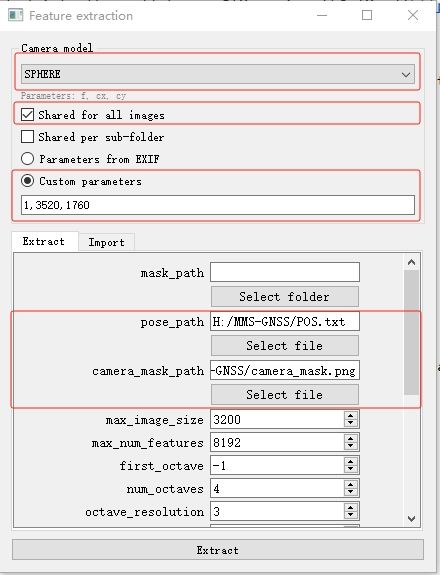 Feature extraction
Camera model
SPHERE
Parameters: f, cx, cy
Shared for all images
Shared per sub-folder
Parameters from EXIF
Custom parameters
1,3520,1760
Extract Import
mask_path
Select folder
pose_path H:/MMS-GNSS/POS.txt
Select file
camera_mask_path -GNSS/camera_mask.png
Select file
max_image_size 3200
max_num_features 8192
first_octave -1
num_octaves 4
octave_resolution 3
Extract